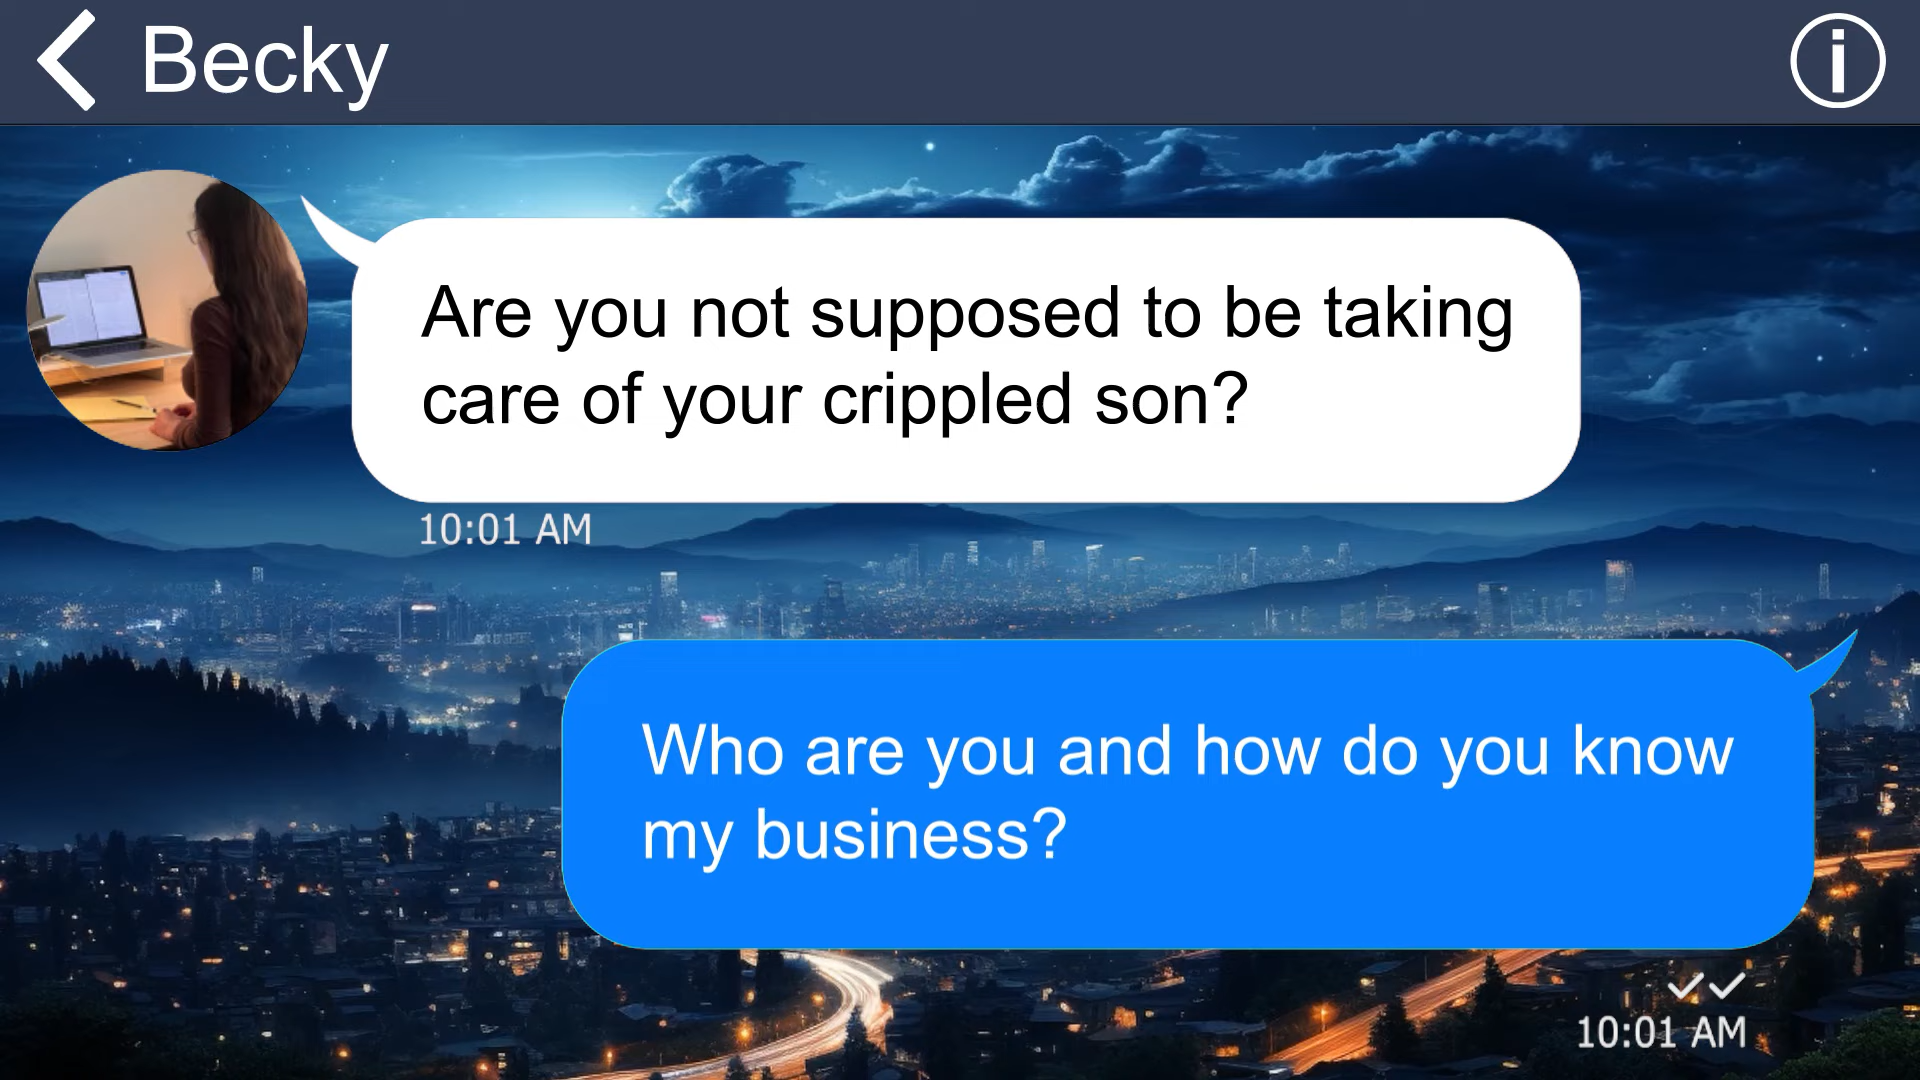 Becky
Are you not supposed to be taking
care of your crippled son?
10:01 AM
Who are you and how do you know
my business?
10:01 AM